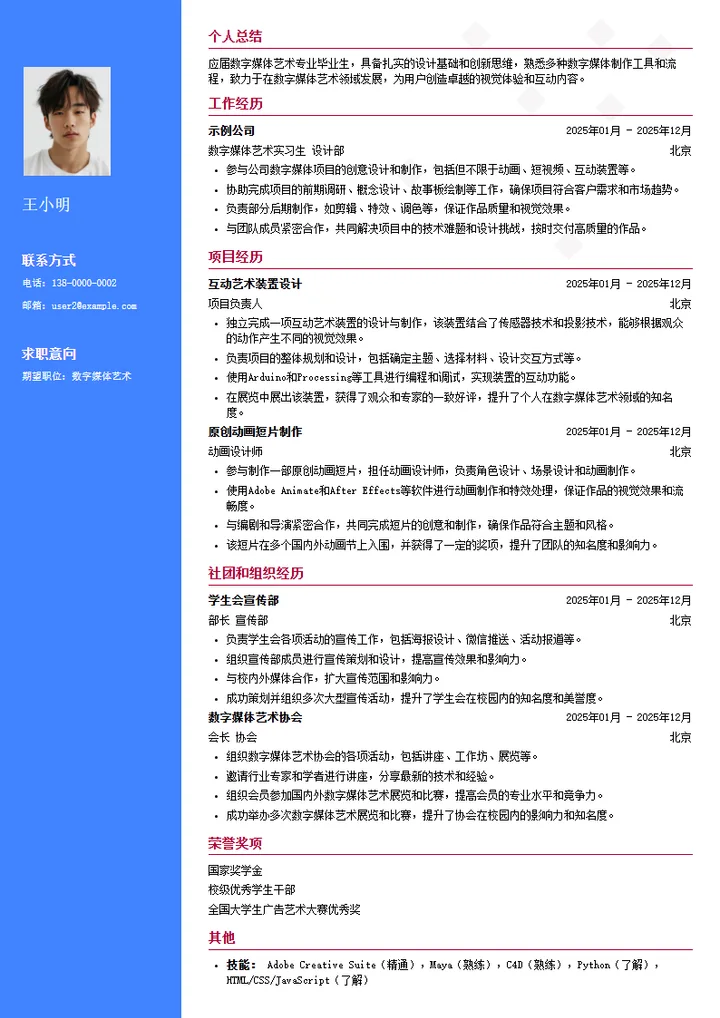 王小明
联系方式
电话：138-0000-0002
邮箱：user2@example.com
求职意向
期望职位：数字媒体艺术
个人总结
应届数字媒体艺术专业毕业生，具备扎实的设计基础和创新思维，熟悉多种数字媒体制作工具和流
程，致力于在数字媒体艺术领域发展，为用户创造卓越的视觉体验和互动内容。
工作经历
示例公司 2025年01月 - 2025年12月
数字媒体艺术实习生 设计部 北京
• 参与公司数字媒体项目的创意设计和制作，包括但不限于动画、短视频、互动装置等。
• 协助完成项目的前期调研、概念设计、故事板绘制等工作，确保项目符合客户需求和市场趋势。
• 负责部分后期制作，如剪辑、特效、调色等，保证作品质量和视觉效果。
• 与团队成员紧密合作，共同解决项目中的技术难题和设计挑战，按时交付高质量的作品。
项目经历
互动艺术装置设计 2025年01月 - 2025年12月
项目负责人 北京
• 独立完成一项互动艺术装置的设计与制作，该装置结合了传感器技术和投影技术，能够根据观众
的动作产生不同的视觉效果。
• 负责项目的整体规划和设计，包括确定主题、选择材料、设计交互方式等。
• 使用Arduino和Processing等工具进行编程和调试，实现装置的互动功能。
• 在展览中展出该装置，获得了观众和专家的一致好评，提升了个人在数字媒体艺术领域的知名
度。
原创动画短片制作 2025年01月 - 2025年12月
动画设计师 北京
• 参与制作一部原创动画短片，担任动画设计师，负责角色设计、场景设计和动画制作。
• 使用Adobe Animate和After Effects等软件进行动画制作和特效处理，保证作品的视觉效果和流
畅度。
• 与编剧和导演紧密合作，共同完成短片的创意和制作，确保作品符合主题和风格。
• 该短片在多个国内外动画节上入围，并获得了一定的奖项，提升了团队的知名度和影响力。
社团和组织经历
学生会宣传部 2025年01月 - 2025年12月
部长 宣传部 北京
• 负责学生会各项活动的宣传工作，包括海报设计、微信推送、活动报道等。
• 组织宣传部成员进行宣传策划和设计，提高宣传效果和影响力。
• 与校内外媒体合作，扩大宣传范围和影响力。
• 成功策划并组织多次大型宣传活动，提升了学生会在校园内的知名度和美誉度。
数字媒体艺术协会 2025年01月 - 2025年12月
会长 协会 北京
• 组织数字媒体艺术协会的各项活动，包括讲座、工作坊、展览等。
• 邀请行业专家和学者进行讲座，分享最新的技术和经验。
• 组织会员参加国内外数字媒体艺术展览和比赛，提高会员的专业水平和竞争力。
• 成功举办多次数字媒体艺术展览和比赛，提升了协会在校园内的影响力和知名度。
荣誉奖项
国家奖学金
校级优秀学生干部
全国大学生广告艺术大赛优秀奖
其他
• 技能： Adobe Creative Suite（精通），Maya（熟练），C4D（熟练），Python（了解），
HTML/CSS/JavaScript（了解）